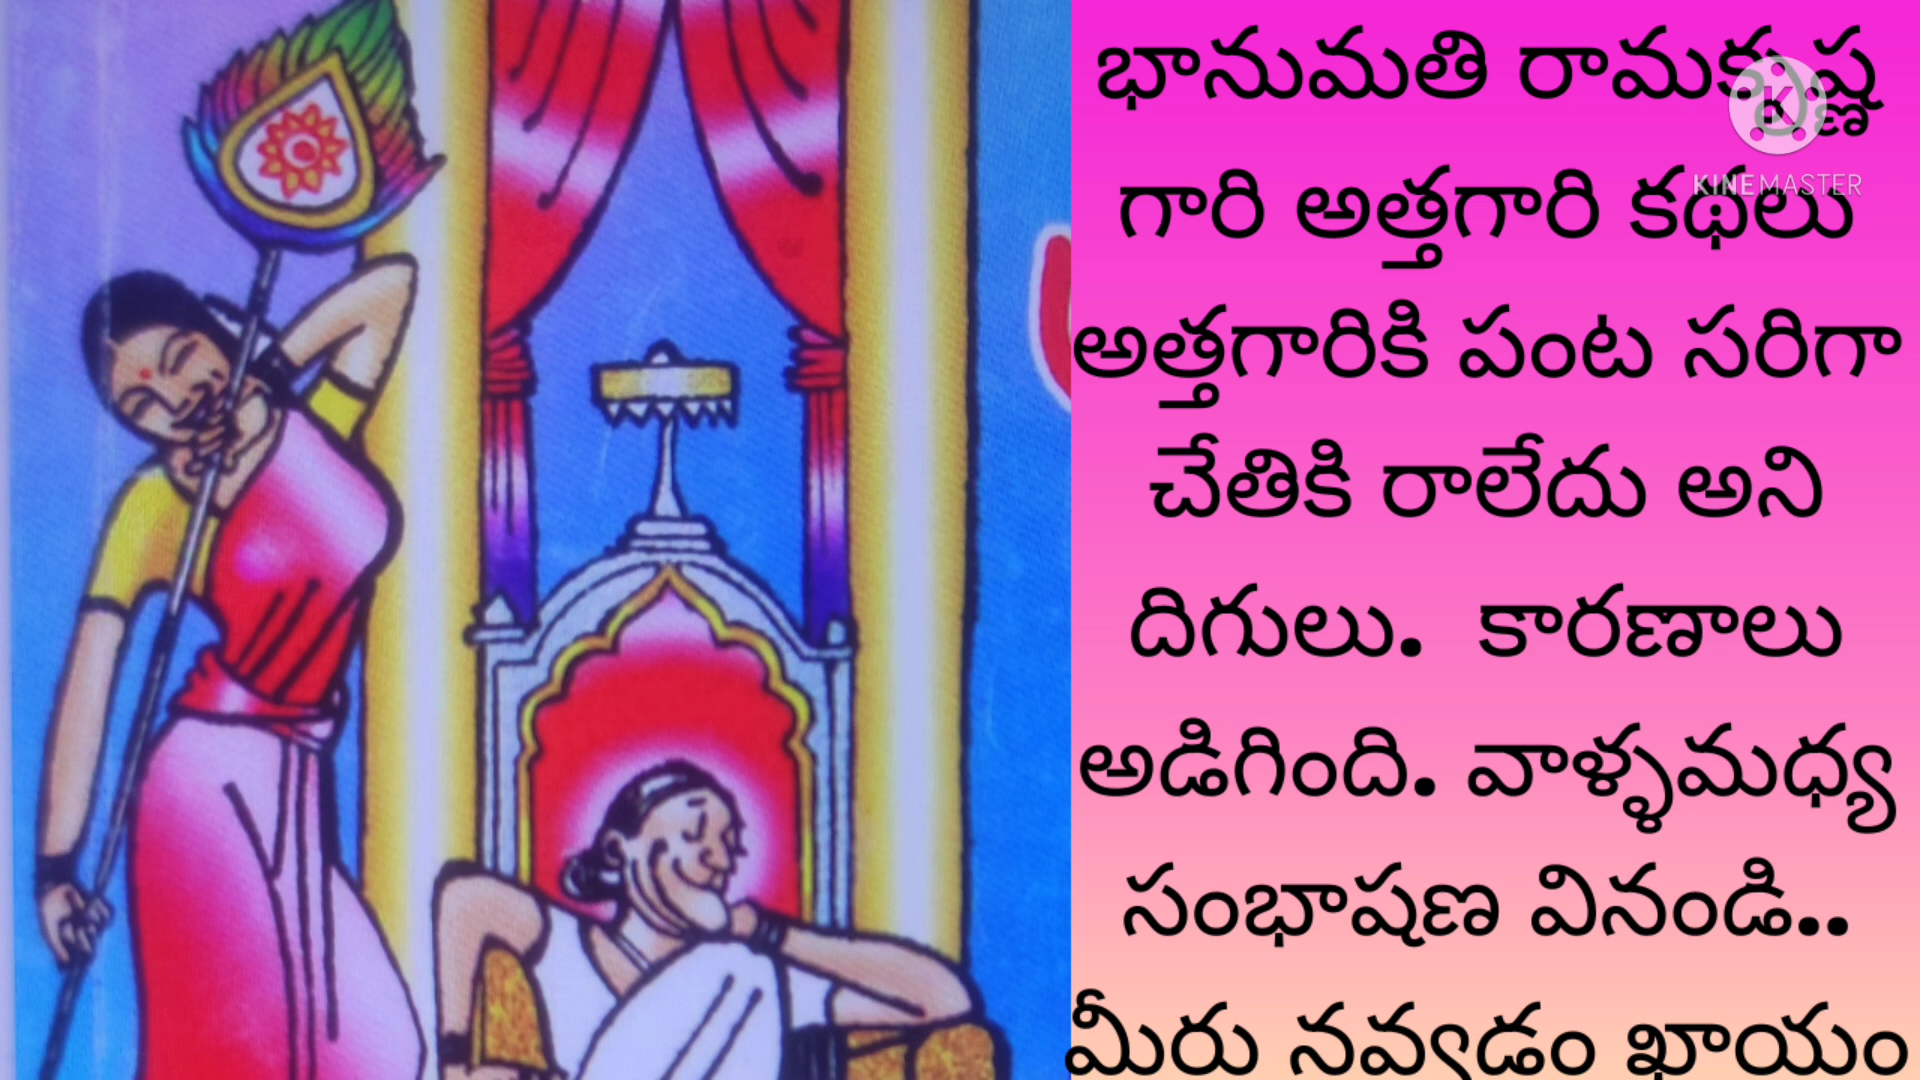 భానుమతి రామకృష్ణ
గారి అత్తగారి కథలు
అత్తగారికి పంట సరిగా
చేతికి రాలేదు అని
దిగులు. కారణాలు
అడిగింది. వాళ్ళమధ్య
సంభాషణ వినండి..
మీరు నవ్వడం ఖాయం
KINEMASTER